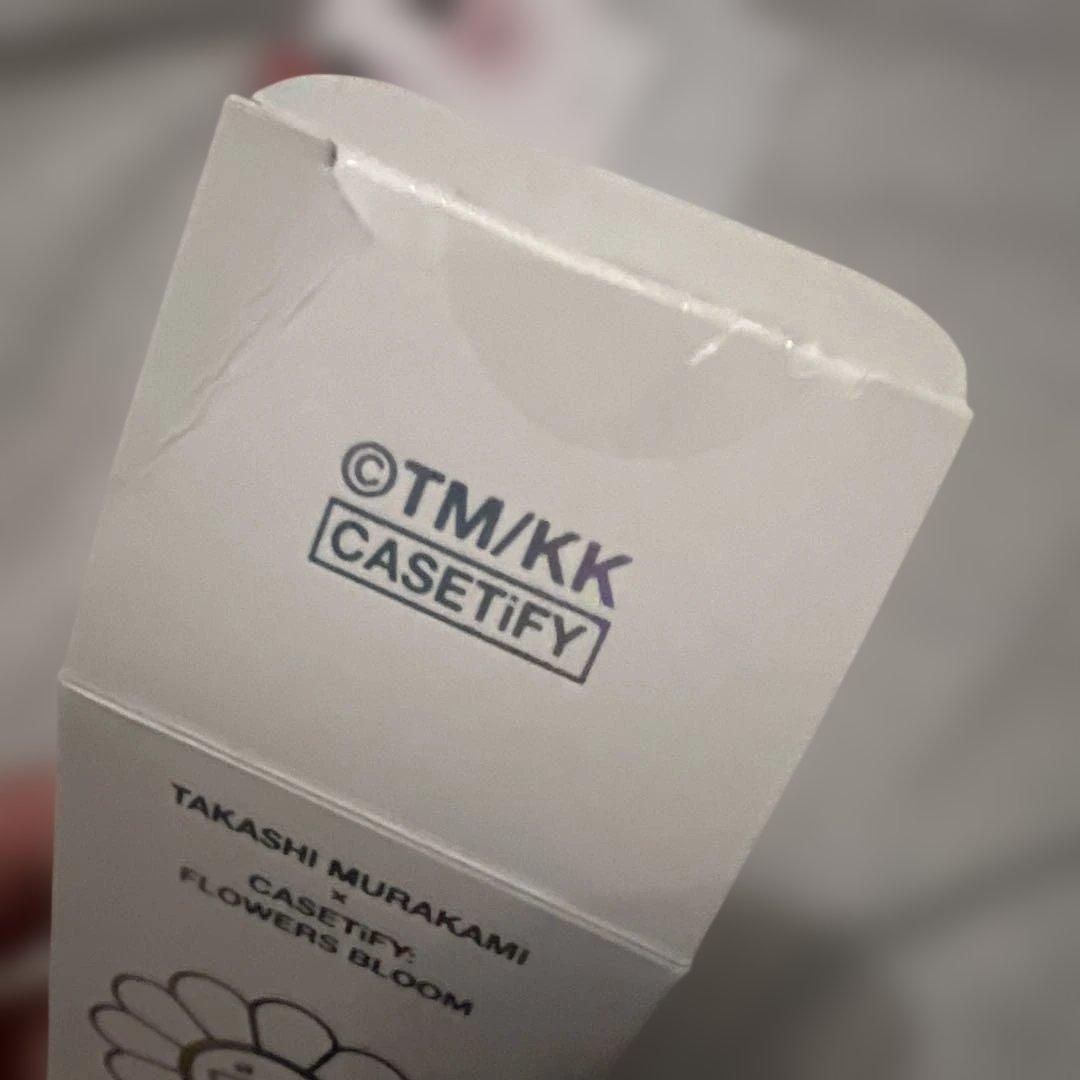 ©TM/KK
CASETiFY
TAKASHI MURAKAMI
×
CASETiFY:
FLOWERS BLOOM